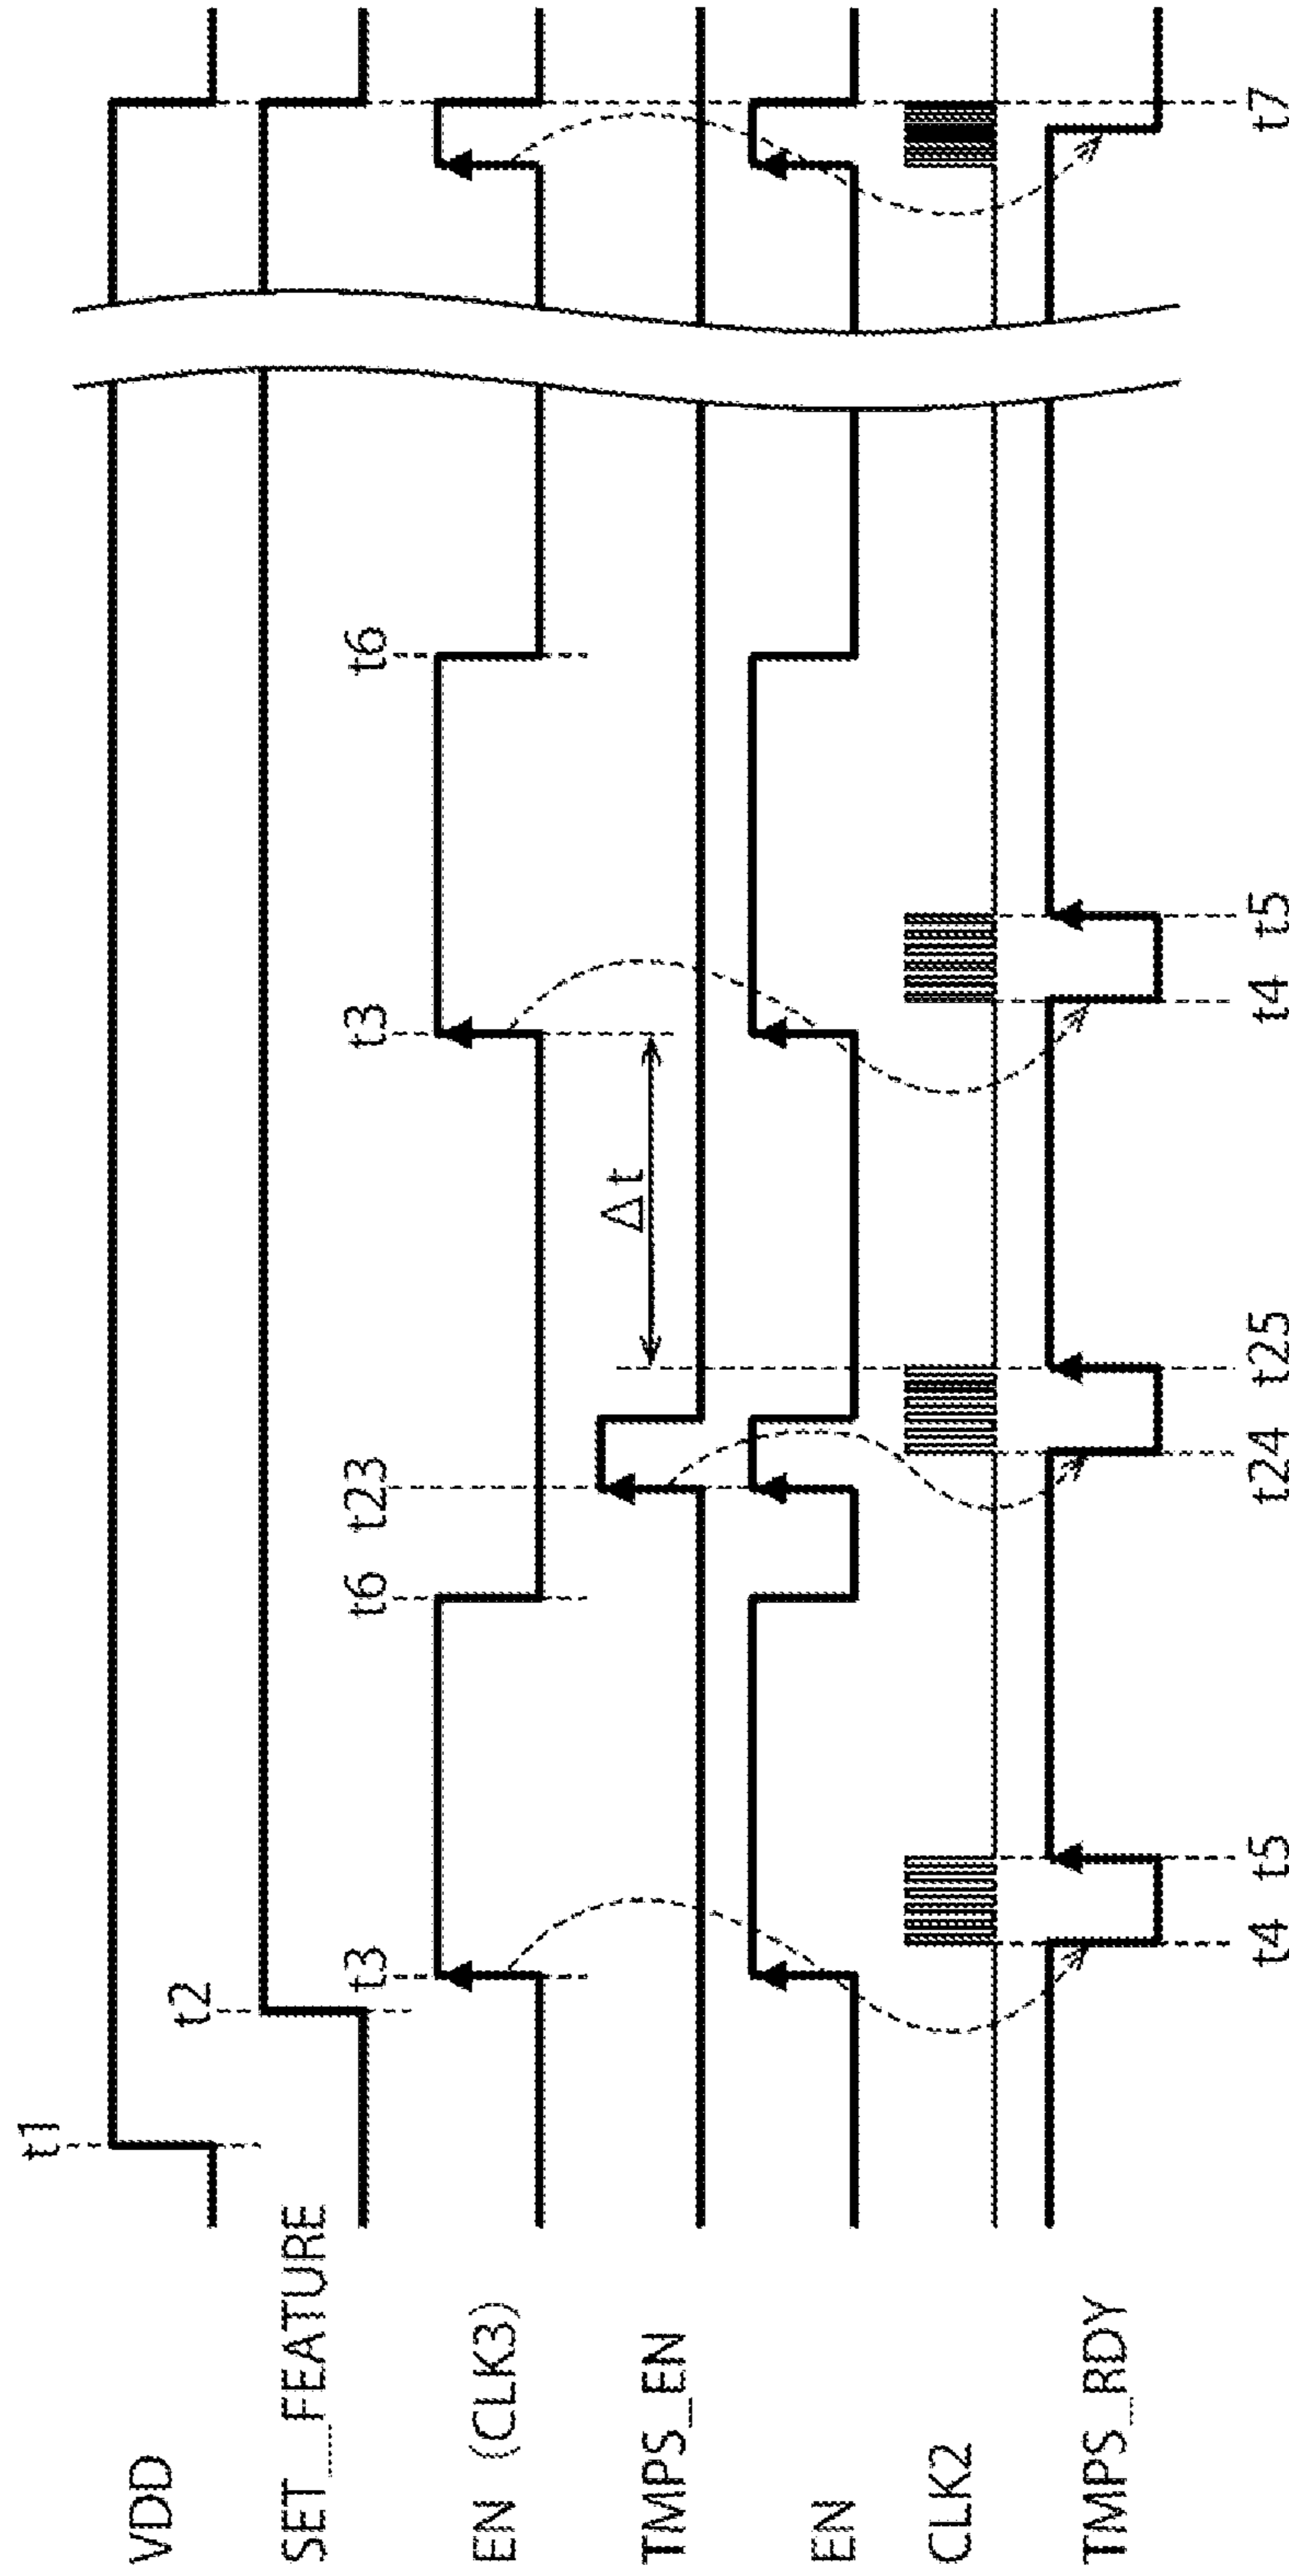 t1
VDD
t2
SET_FEATURE
t3
t6
t23
t3
t6
EN (CLK3)
Δt
TMPS_EN
EN
CLK2
TMPS_RDY
t4
t5
t24
t25
t4
t5
t7